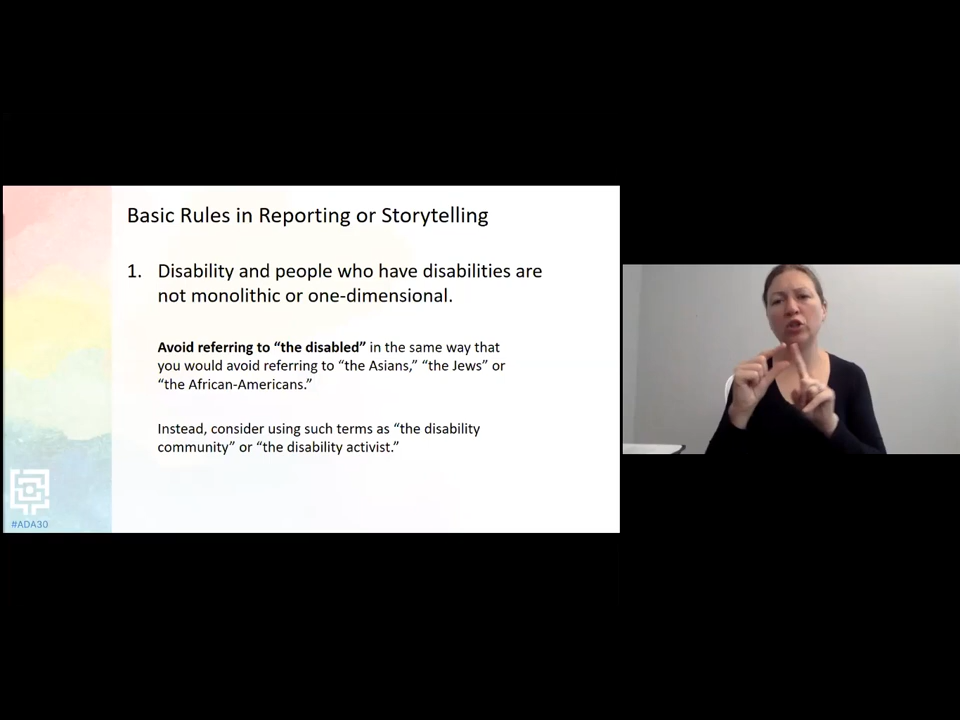 Basic Rules in Reporting or Storytelling
1. Disability and people who have disabilities are
not monolithic or one-dimensional.
Avoid referring to “the disabled” in the same way that
you would avoid referring to “the Asians,” “the Jews” or
“the African-Americans.”
Instead, consider using such terms as “the disability
community” or “the disability activist.”
#ADA30